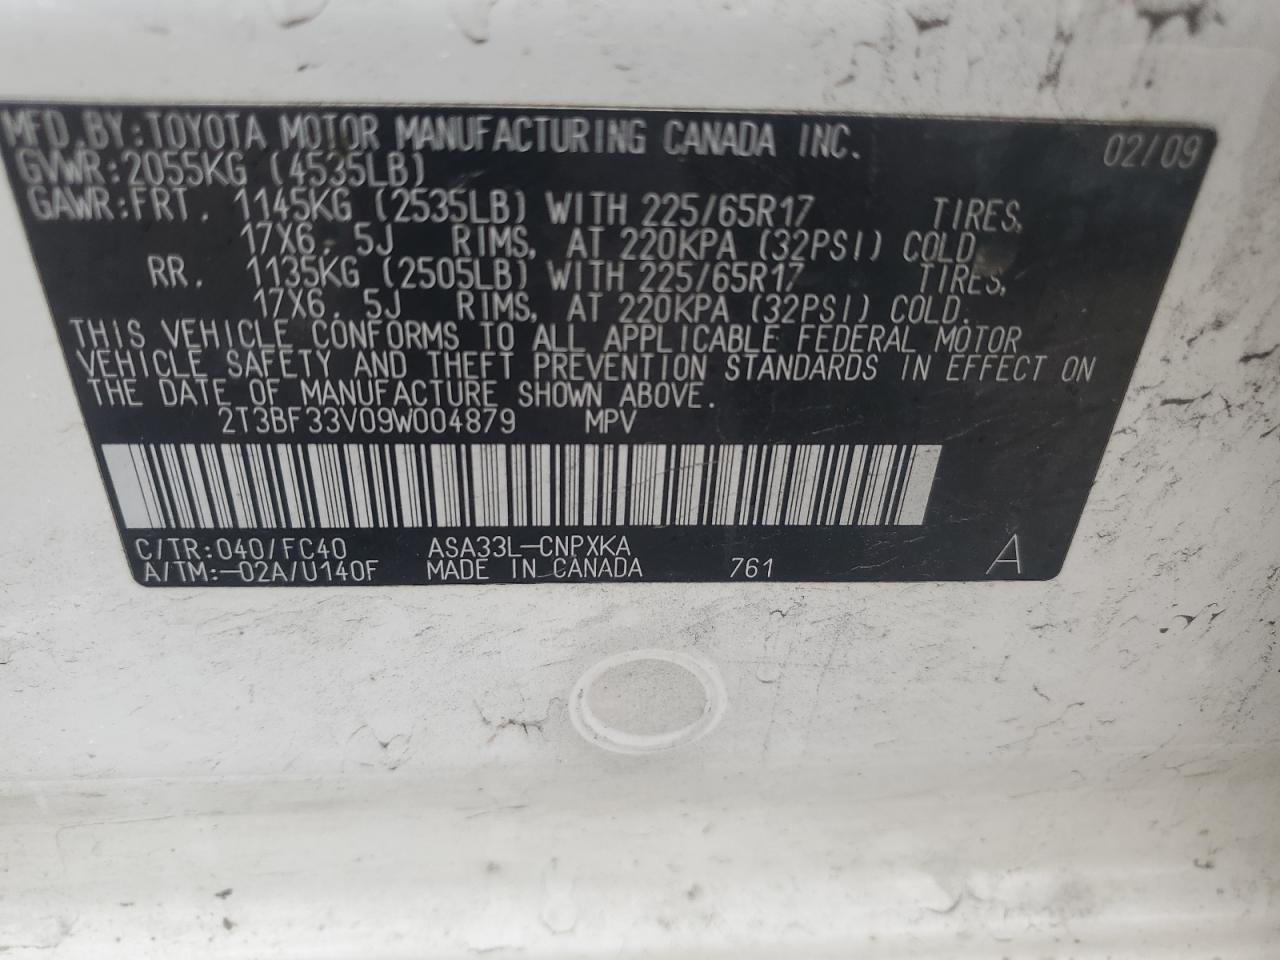 MFD.BY:TOYOTA MOTOR MANUFACTURING CANADA INC. 02/09
GVWR:2055KG (4535LB)
GAWR:FRT. 1145KG (2535LB) WITH 225/65R17 TIRES,
17X6.5J RIMS, AT 220KPA (32PSI) COLD
RR. 1135KG (2505LB) WITH 225/65R17 TIRES,
17X6.5J RIMS, AT 220KPA (32PSI) COLD.
THIS VEHICLE CONFORMS TO ALL APPLICABLE FEDERAL MOTOR
VEHICLE SAFETY AND THEFT PREVENTION STANDARDS IN EFFECT ON
THE DATE OF MANUFACTURE SHOWN ABOVE.
2T3BF33V09W004879 MPV
C/TR:040/FC40 ASA33L-CNPXKA
A/TM:-02A/U140F MADE IN CANADA 761 A